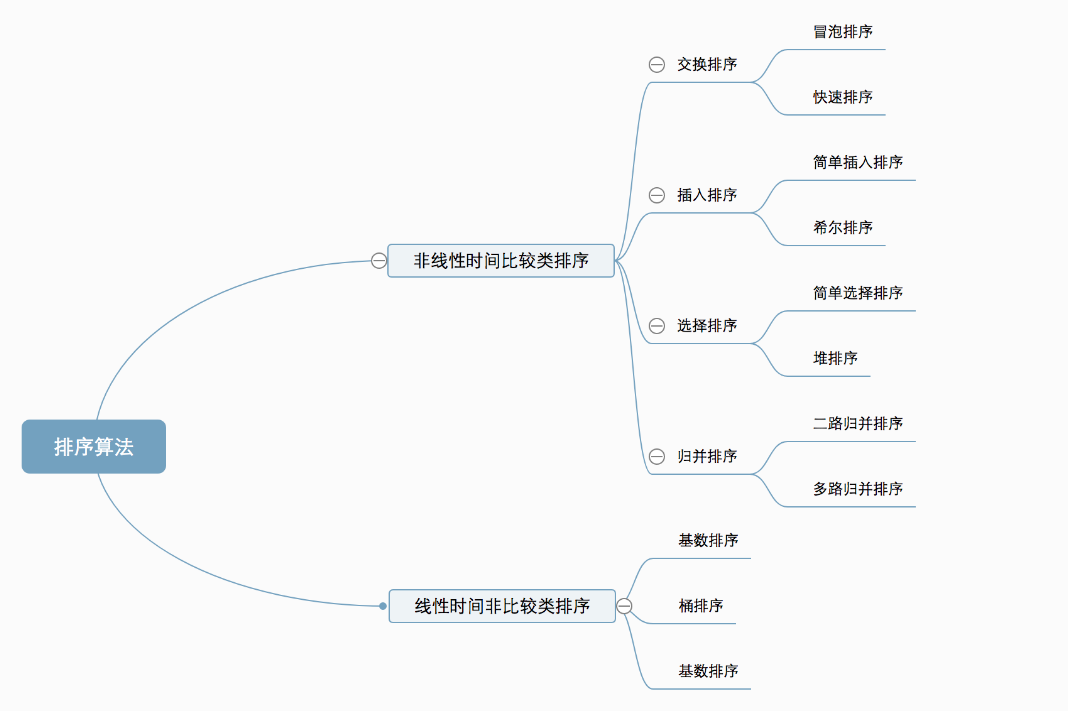 排序算法
非线性时间比较类排序
交换排序
冒泡排序
快速排序
插入排序
简单插入排序
希尔排序
选择排序
简单选择排序
堆排序
归并排序
二路归并排序
多路归并排序
线性时间非比较类排序
基数排序
桶排序
基数排序